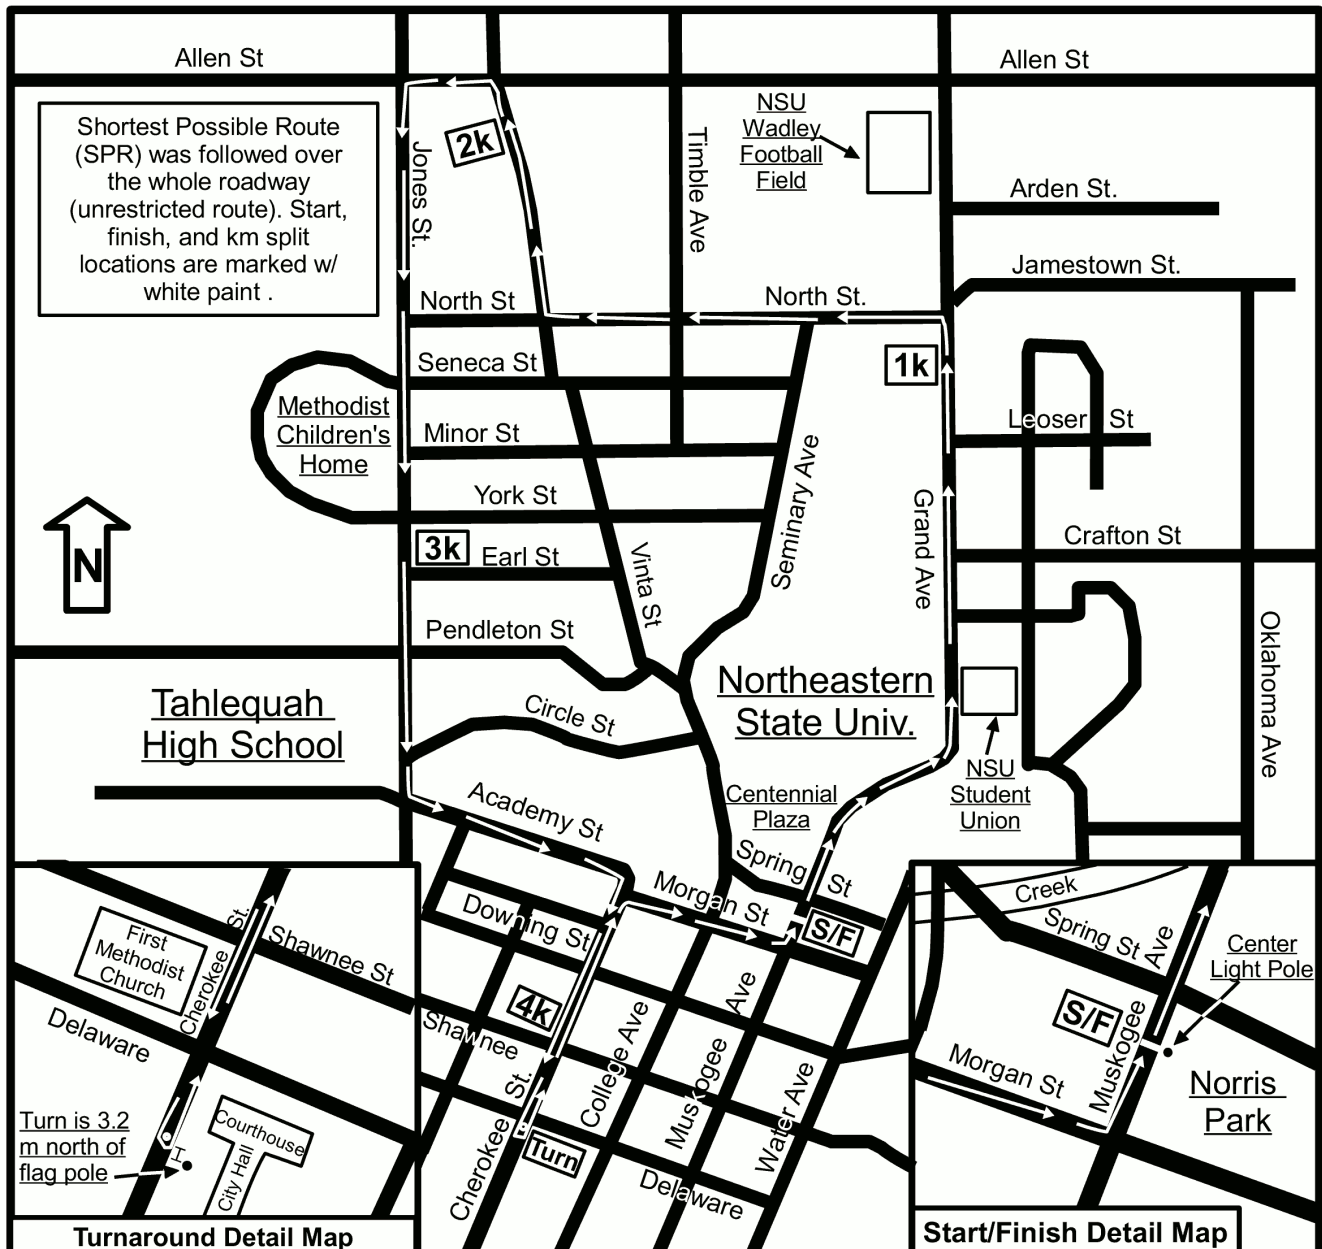 Allen St
Allen St
Shortest Possible Route
(SPR) was followed over
the whole roadway
(unrestricted route). Start,
finish, and km split
locations are marked w/
white paint .
2k
Jones St.
Timble Ave
NSU
Wadley
Football
Field
Arden St.
Jamestown St.
North St
North St.
1k
Seneca St
Methodist
Children's
Home
Minor St
Leoser St
York St
Seminary Ave
Grand Ave
N
3k
Earl St
Vinta St
Crafton St
Pendleton St
Oklahoma Ave
Tahlequah
High School
Circle St
Northeastern
State Univ.
NSU
Student
Union
Centennial
Plaza
Academy St
Spring St
Morgan St
Downing St
S/F
4k
Shawnee
St.
Cherokee
College Ave
Muskogee
Ave
Water Ave
Turn
Delaware
First
Methodist
Church
Cherokee
St.
Shawnee St
Delaware
Turn is 3.2
m north of
flag pole
H
Courthouse
City Hall
Turnaround Detail Map
Creek
Spring St
Ave
Center
Light Pole
S/F
Muskogee
Morgan St
Norris
Park
Start/Finish Detail Map